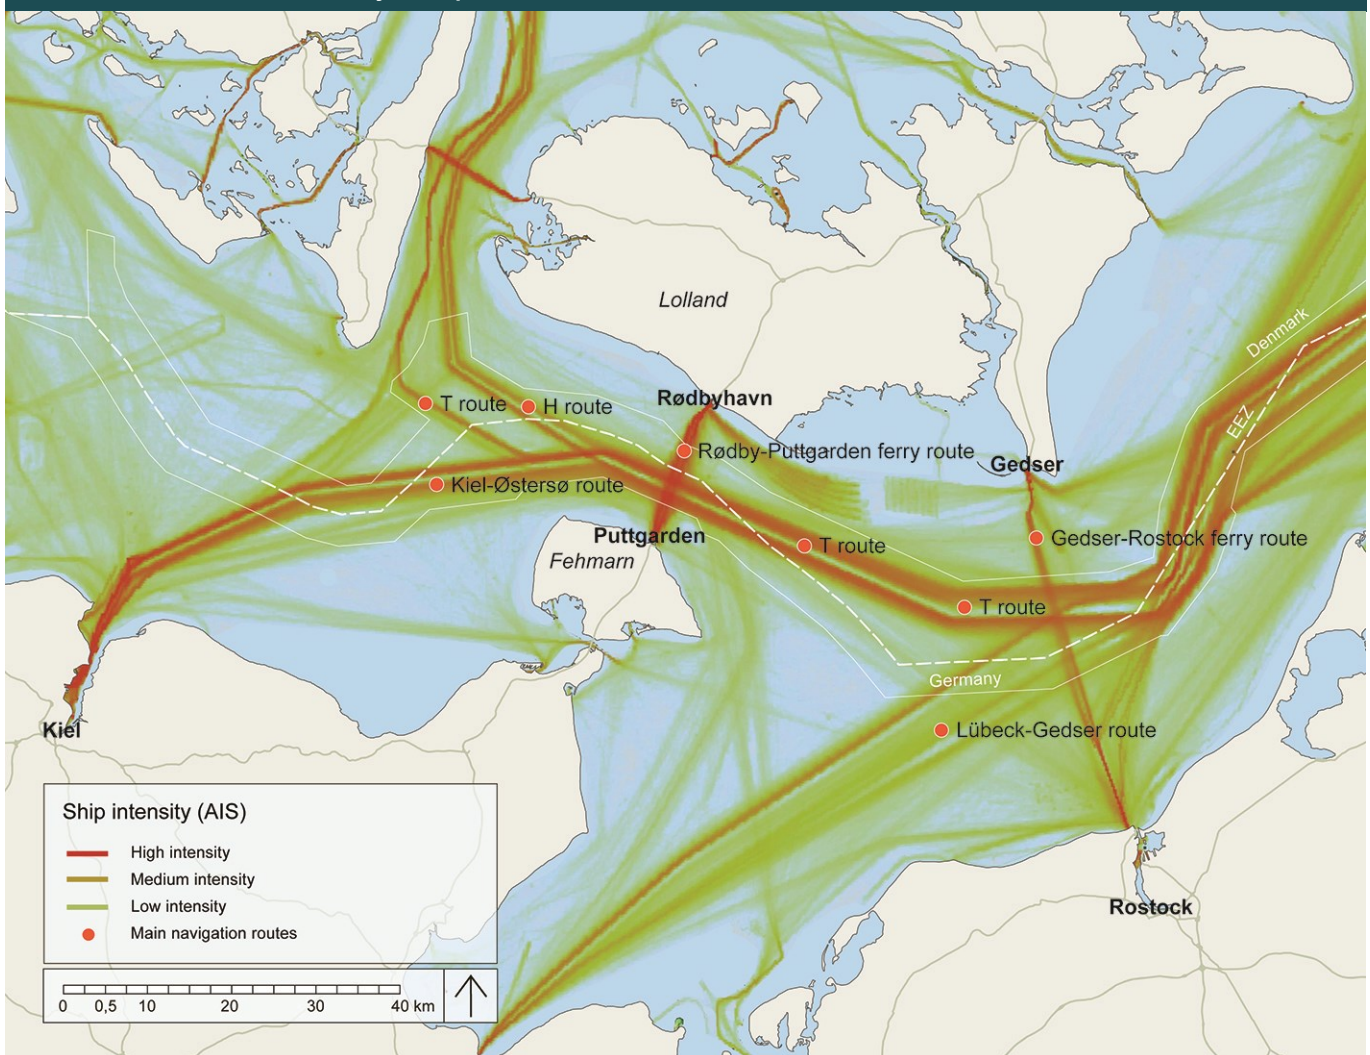 Lolland
Denmark
EEZ
Rødbyhavn
T route
H route
Rødby-Puttgarden ferry route
Gedser
Kiel-Østersø route
Puttgarden
Fehmarn
T route
Gedser-Rostock ferry route
T route
Germany
Lübeck-Gedser route
Kiel
Ship intensity (AIS)
High intensity
Medium intensity
Low intensity
Main navigation routes
Rostock
0 0,5 10 20 30 40 km